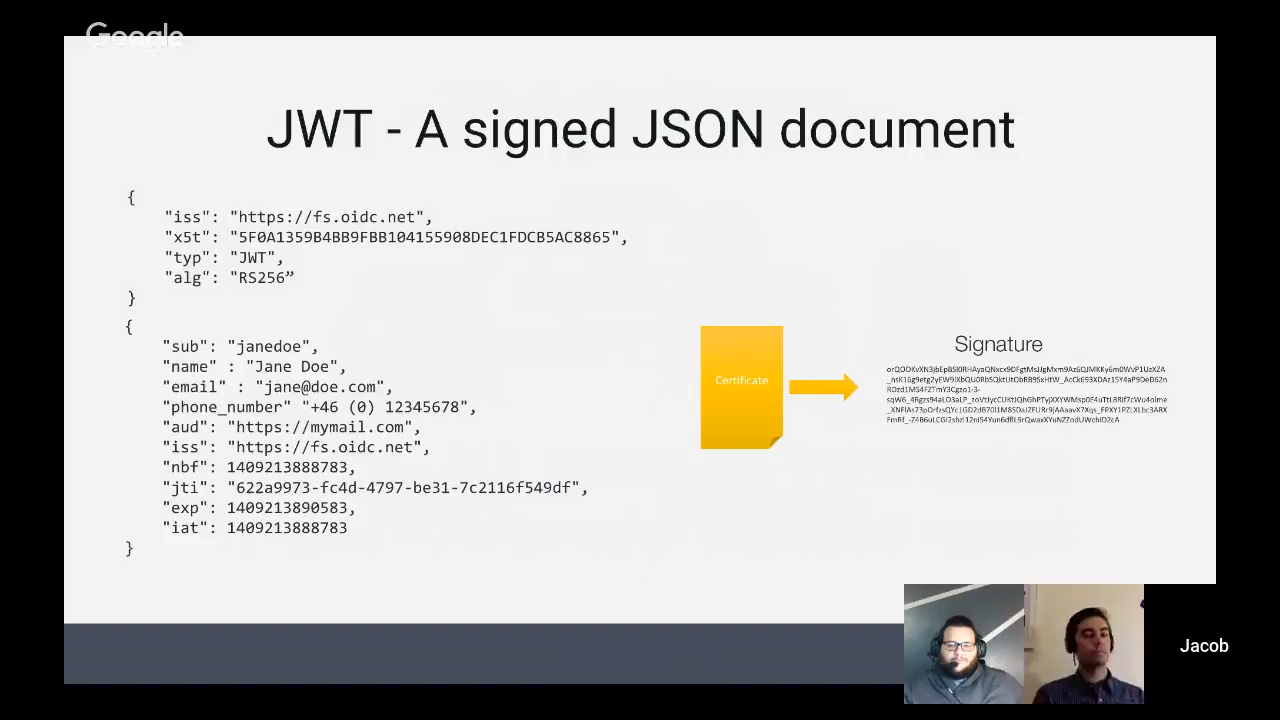 Google
JWT - A signed JSON document
{
"iss": "https://fs.oidc.net",
"x5t": "5F0A1359B4BB9FBB104155908DEC1FDCB5AC8865",
"typ": "JWT",
"alg": "RS256”
}
{
"sub": "janedoe",
"name" : "Jane Doe",
"email" : "jane@doe.com",
"phone_number" "+46 (0) 12345678",
"aud": "https://mymail.com",
"iss": "https://fs.oidc.net",
"nbf": 1409213888783,
"jti": "622a9973-fc4d-4797-be31-7c2116f549df",
"exp": 1409213890583,
"iat": 1409213888783
}
Certificate
Signature
Jacob